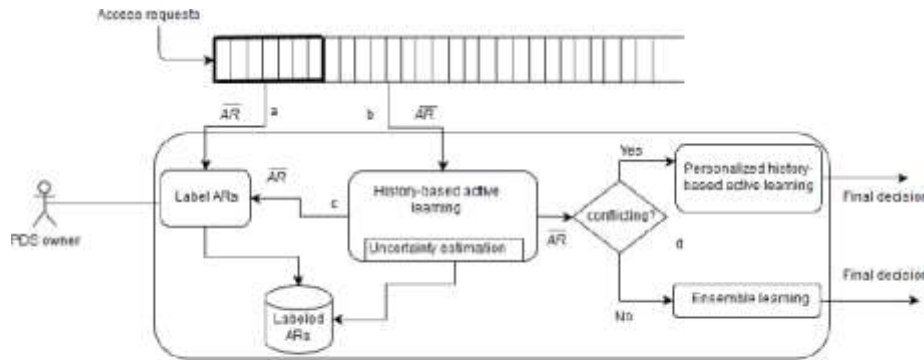 Access requests
AR
a
b
AR
Yes
Personalized history-
based active learning
AR
Label ARs
History-based active
learning
c
conflicting?
Final decision
PDS owner
Uncertainty estimation
AR
d
Final decision
Ensemble learning
Labeled
ARs
No